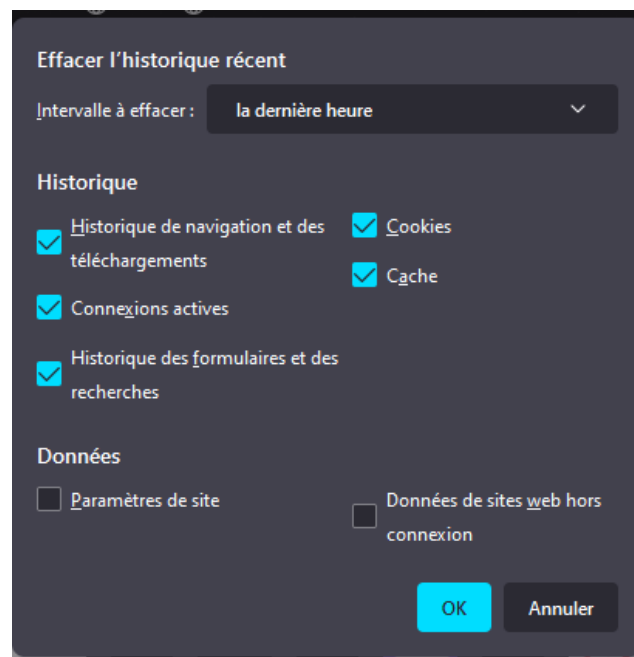 Effacer l’historique récent
Intervalle à effacer : la dernière heure
Historique
Historique de navigation et des
téléchargements
Cookies
Cache
Connexions actives
Historique des formulaires et des
recherches
Données
Paramètres de site
Données de sites web hors
connexion
OK Annuler